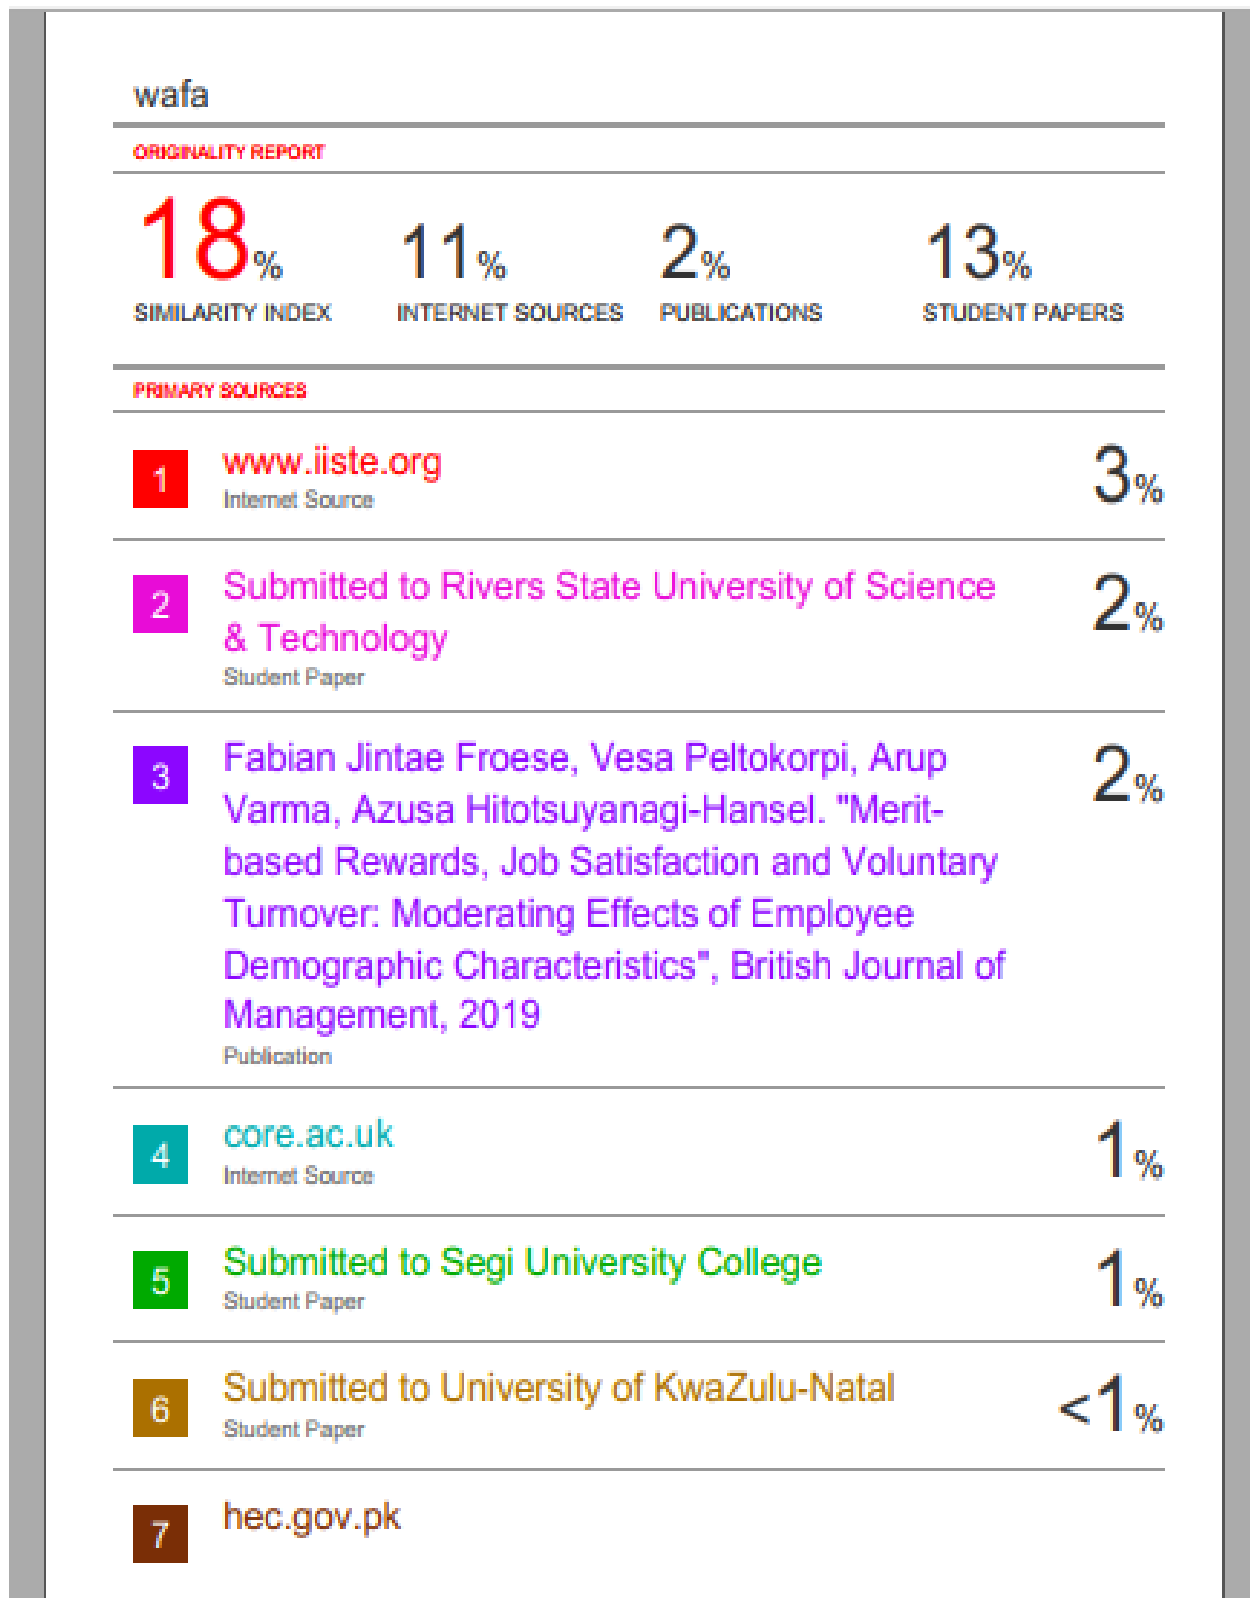 wafa
ORIGINALITY REPORT
18%
SIMILARITY INDEX
11%
INTERNET SOURCES
2%
PUBLICATIONS
13%
STUDENT PAPERS
PRIMARY SOURCES
1
www.iiste.org
Internet Source
3%
2
Submitted to Rivers State University of Science
& Technology
Student Paper
2%
3
Fabian Jintae Froese, Vesa Peltokorpi, Arup
Varma, Azusa Hitotsuyanagi-Hansel. "Merit-
based Rewards, Job Satisfaction and Voluntary
Turnover: Moderating Effects of Employee
Demographic Characteristics", British Journal of
Management, 2019
Publication
2%
4
core.ac.uk
Internet Source
1%
5
Submitted to Segi University College
Student Paper
1%
6
Submitted to University of KwaZulu-Natal
Student Paper
<1%
7
hec.gov.pk